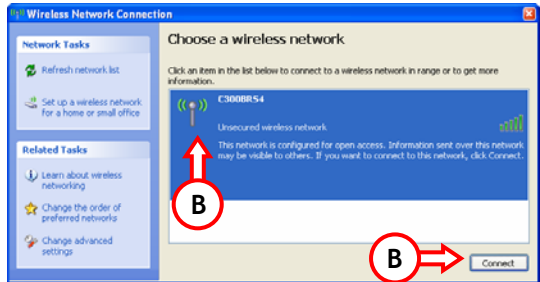 Wireless Network Connection
Network Tasks
Refresh network list
Set up a wireless network
for a home or small office
Related Tasks
Learn about wireless
networking
Change the order of
preferred networks
Change advanced
settings
Choose a wireless network
Click an item in the list below to connect to a wireless network in range or to get more
information.
C300BRS4
Unsecured wireless network
This network is configured for open access. Information sent over this network
may be visible to others. If you want to connect to this network, click Connect.
B
B
Connect